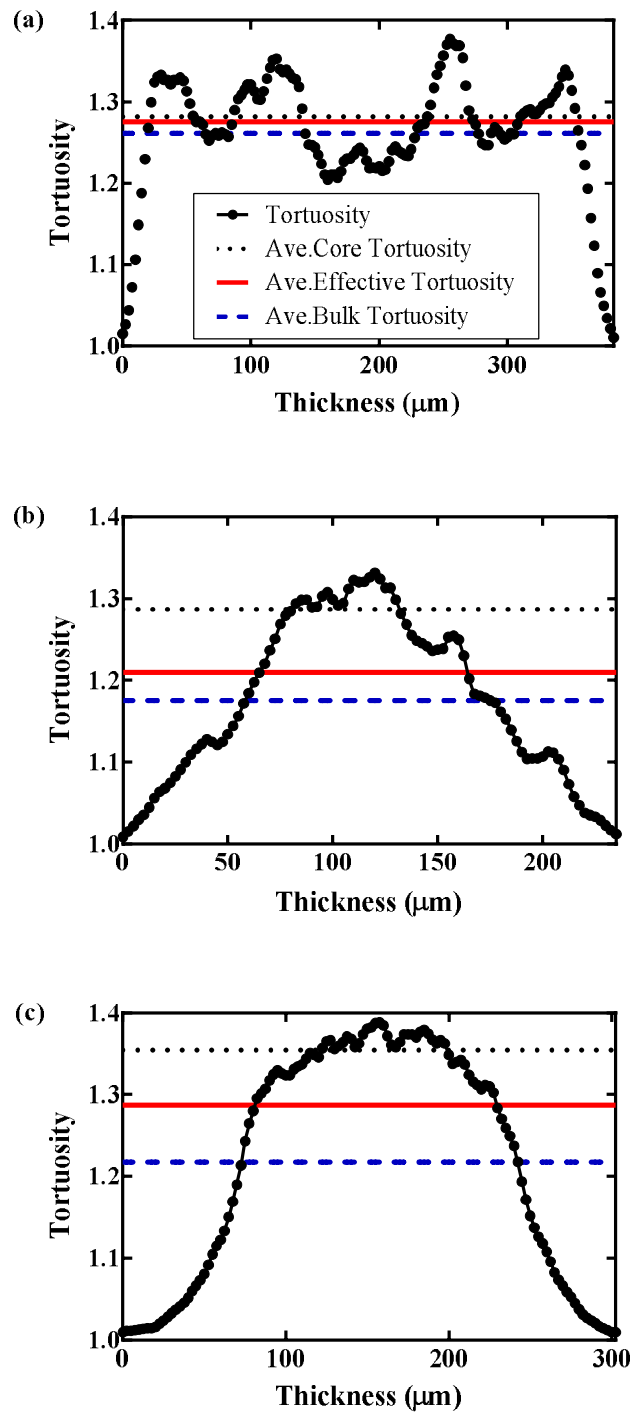 (a)
1.4
1.3
1.2
1.1
1.0
Tortuosity
Tortuosity
Ave.Core Tortuosity
Ave.Effective Tortuosity
Ave.Bulk Tortuosity
0 100 200 300
Thickness (μm)
(b)
1.4
1.3
1.2
1.1
1.0
Tortuosity
0 50 100 150 200
Thickness (μm)
(c)
1.4
1.3
1.2
1.1
1.0
Tortuosity
0 100 200 300
Thickness (μm)